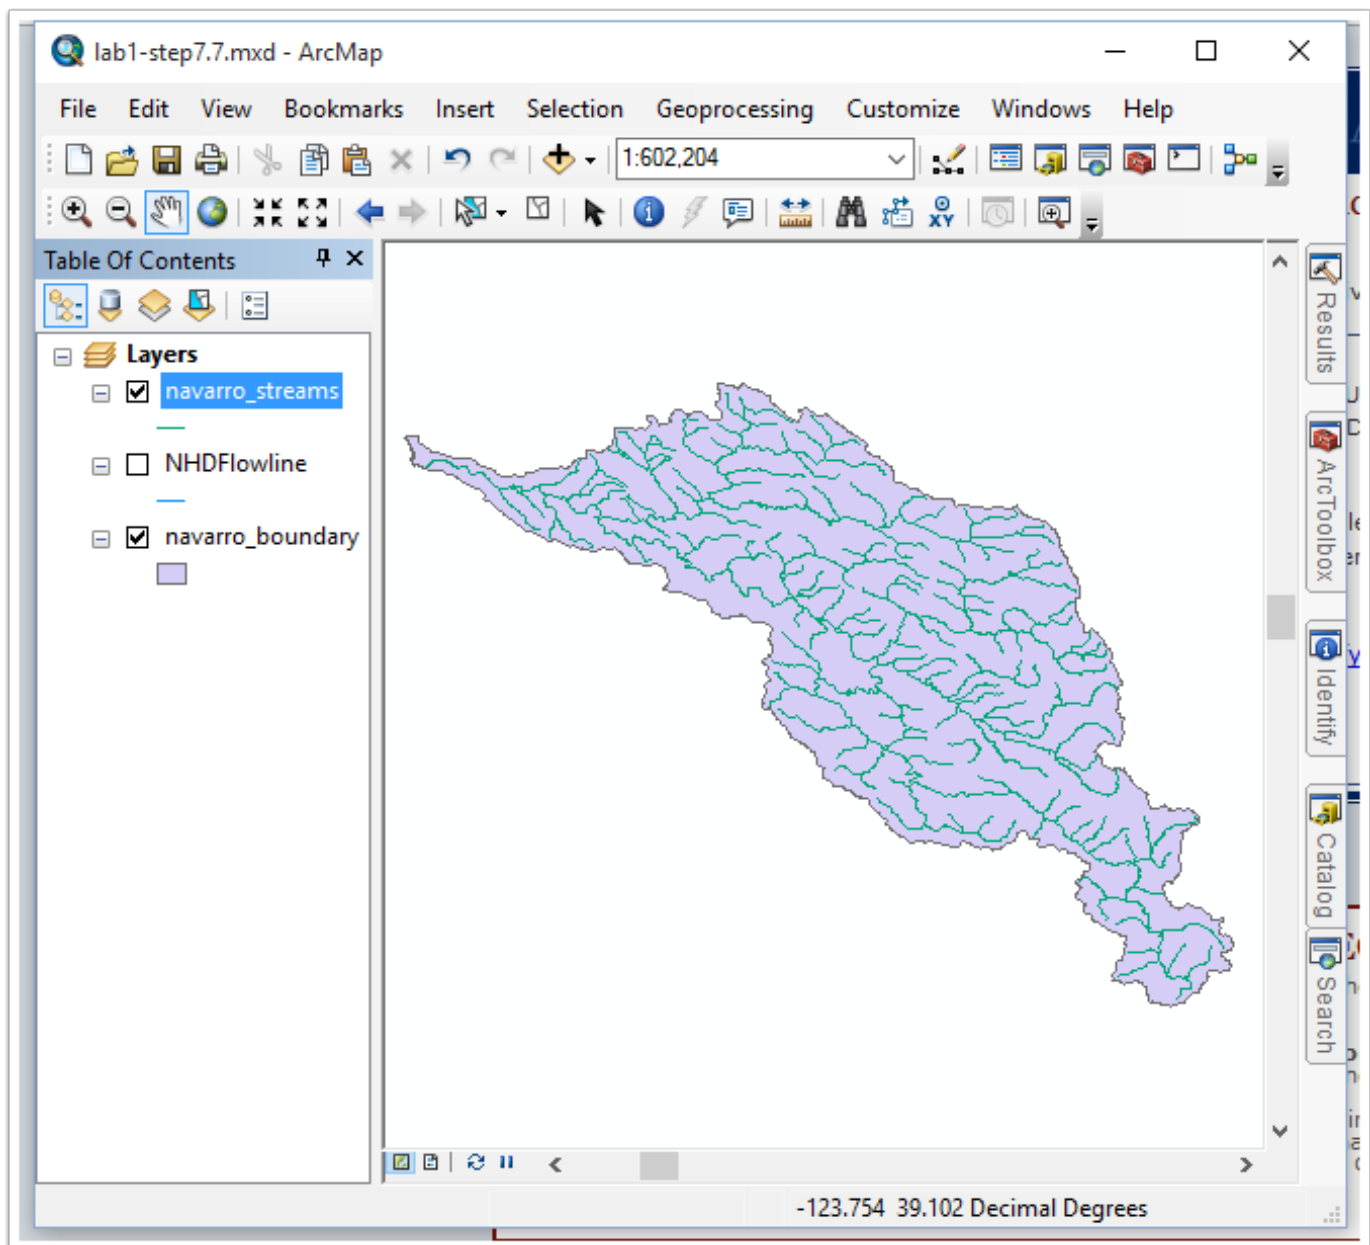 lab1-step7.7.mxd - ArcMap
File Edit View Bookmarks Insert Selection Geoprocessing Customize Windows Help
1:602,204
XY
Table Of Contents
Layers
navarro_streams
NHDFlowline
navarro_boundary
Results
ArcToolbox
Identify
Catalog
Search
-123.754 39.102 Decimal Degrees